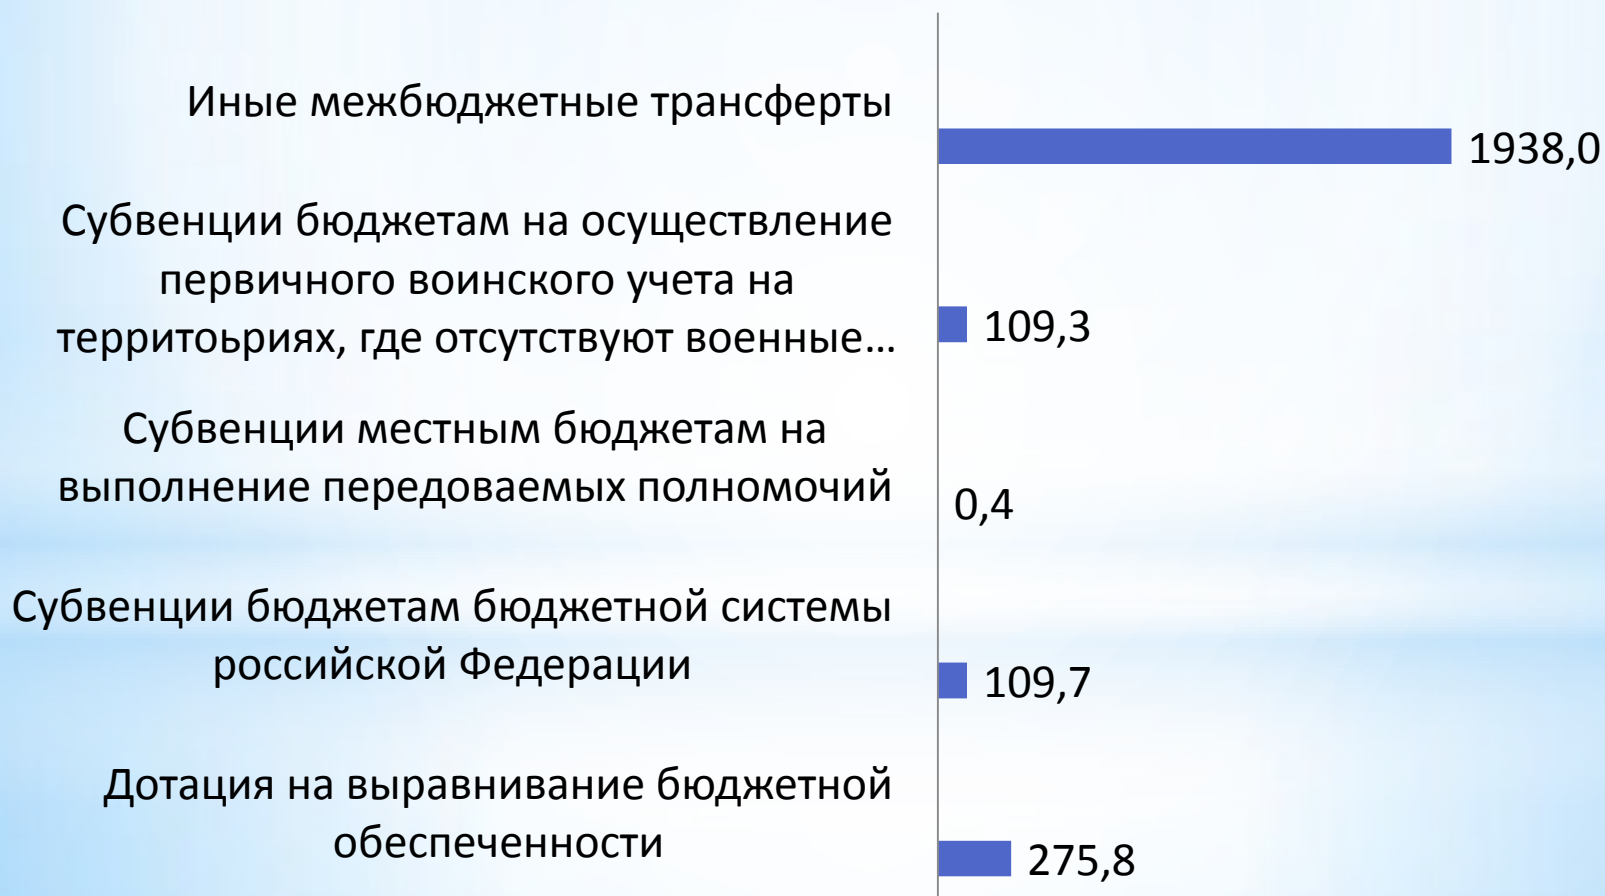 Иные межбюджетные трансферты
1938,0
Субвенции бюджетам на осуществление
первичного воинского учета на
территоьриях, где отсутствуют военные…
109,3
Субвенции местным бюджетам на
выполнение передоваемых полномочий
0,4
Субвенции бюджетам бюджетной системы
российской Федерации
109,7
Дотация на выравнивание бюджетной
обеспеченности
275,8